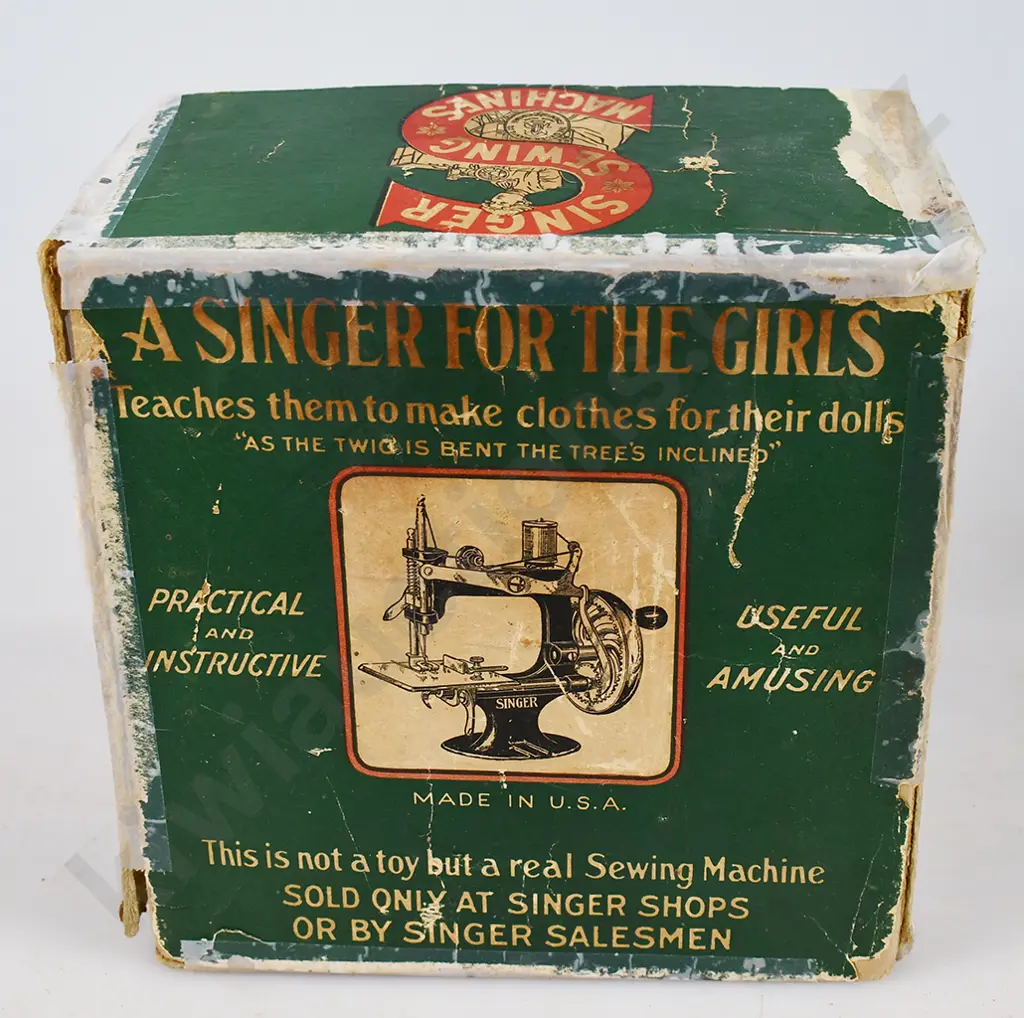 SINGER
SEWING
MACHINES
A SINGER FOR THE GIRLS
Teaches them to make clothes for their dolls
"AS THE TWIG IS BENT THE TREE'S INCLINED"
PRACTICAL
AND
INSTRUCTIVE
USEFUL
AND
AMUSING
SINGER
MADE IN U.S.A.
This is not a toy but a real Sewing Machine
SOLD ONLY AT SINGER SHOPS
OR BY SINGER SALESMEN